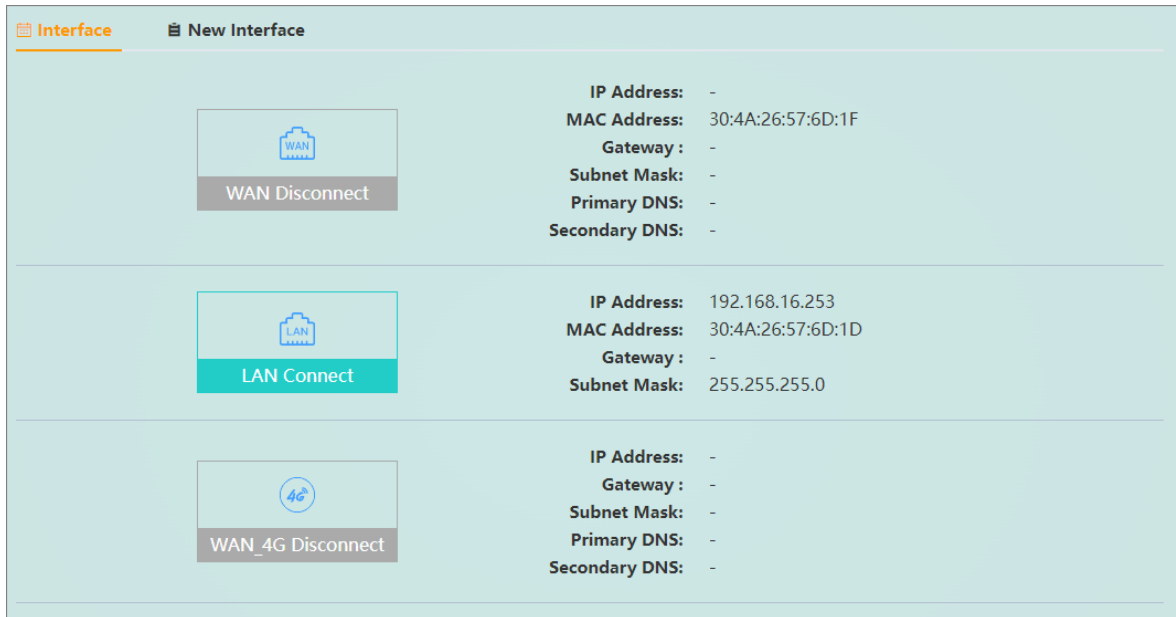 Interface New Interface
IP Address: -
MAC Address: 30:4A:26:57:6D:1F
WAN
Gateway : -
Subnet Mask: -
WAN Disconnect
Primary DNS: -
Secondary DNS: -
IP Address: 192.168.16.253
LAN
MAC Address: 30:4A:26:57:6D:1D
Gateway : -
LAN Connect
Subnet Mask: 255.255.255.0
IP Address: -
4G
Gateway : -
Subnet Mask: -
WAN_4G Disconnect
Primary DNS: -
Secondary DNS: -